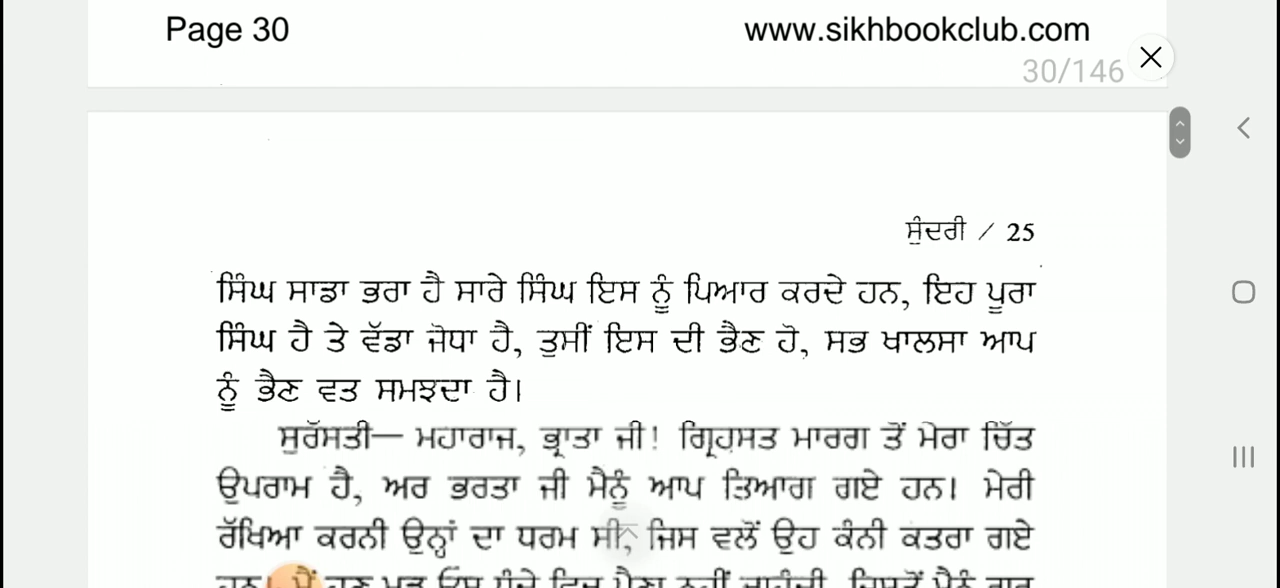 Page 30
www.sikhbookclub.com
30/146
ਸੁੰਦਰੀ / 25
ਸਿੰਘ ਸਾਡਾ ਭਰਾ ਹੈ ਸਾਰੇ ਸਿੰਘ ਇਸ ਨੂੰ ਪਿਆਰ ਕਰਦੇ ਹਨ, ਇਹ ਪੂਰਾ
ਸਿੰਘ ਹੈ ਤੇ ਵੱਡਾ ਜੋਧਾ ਹੈ, ਤੁਸੀਂ ਇਸ ਦੀ ਭੈਣ ਹੋ, ਸਭ ਖਾਲਸਾ ਆਪ
ਨੂੰ ਭੈਣ ਵਤ ਸਮਝਦਾ ਹੈ।
ਸੁਰੱਸਤੀ— ਮਹਾਰਾਜ, ਭ੍ਰਾਤਾ ਜੀ! ਗ੍ਰਿਹਸਤ ਮਾਰਗ ਤੋਂ ਮੇਰਾ ਚਿੱਤ
ਉਪਰਾਮ ਹੈ, ਅਰ ਭਰਤਾ ਜੀ ਮੈਨੂੰ ਆਪ ਤਿਆਗ ਗਏ ਹਨ। ਮੇਰੀ
ਰੱਖਿਆ ਕਰਨੀ ਉਨ੍ਹਾਂ ਦਾ ਧਰਮ ਸੀ, ਜਿਸ ਵਲੋਂ ਉਹ ਕੰਨੀ ਕਤਰਾ ਗਏ